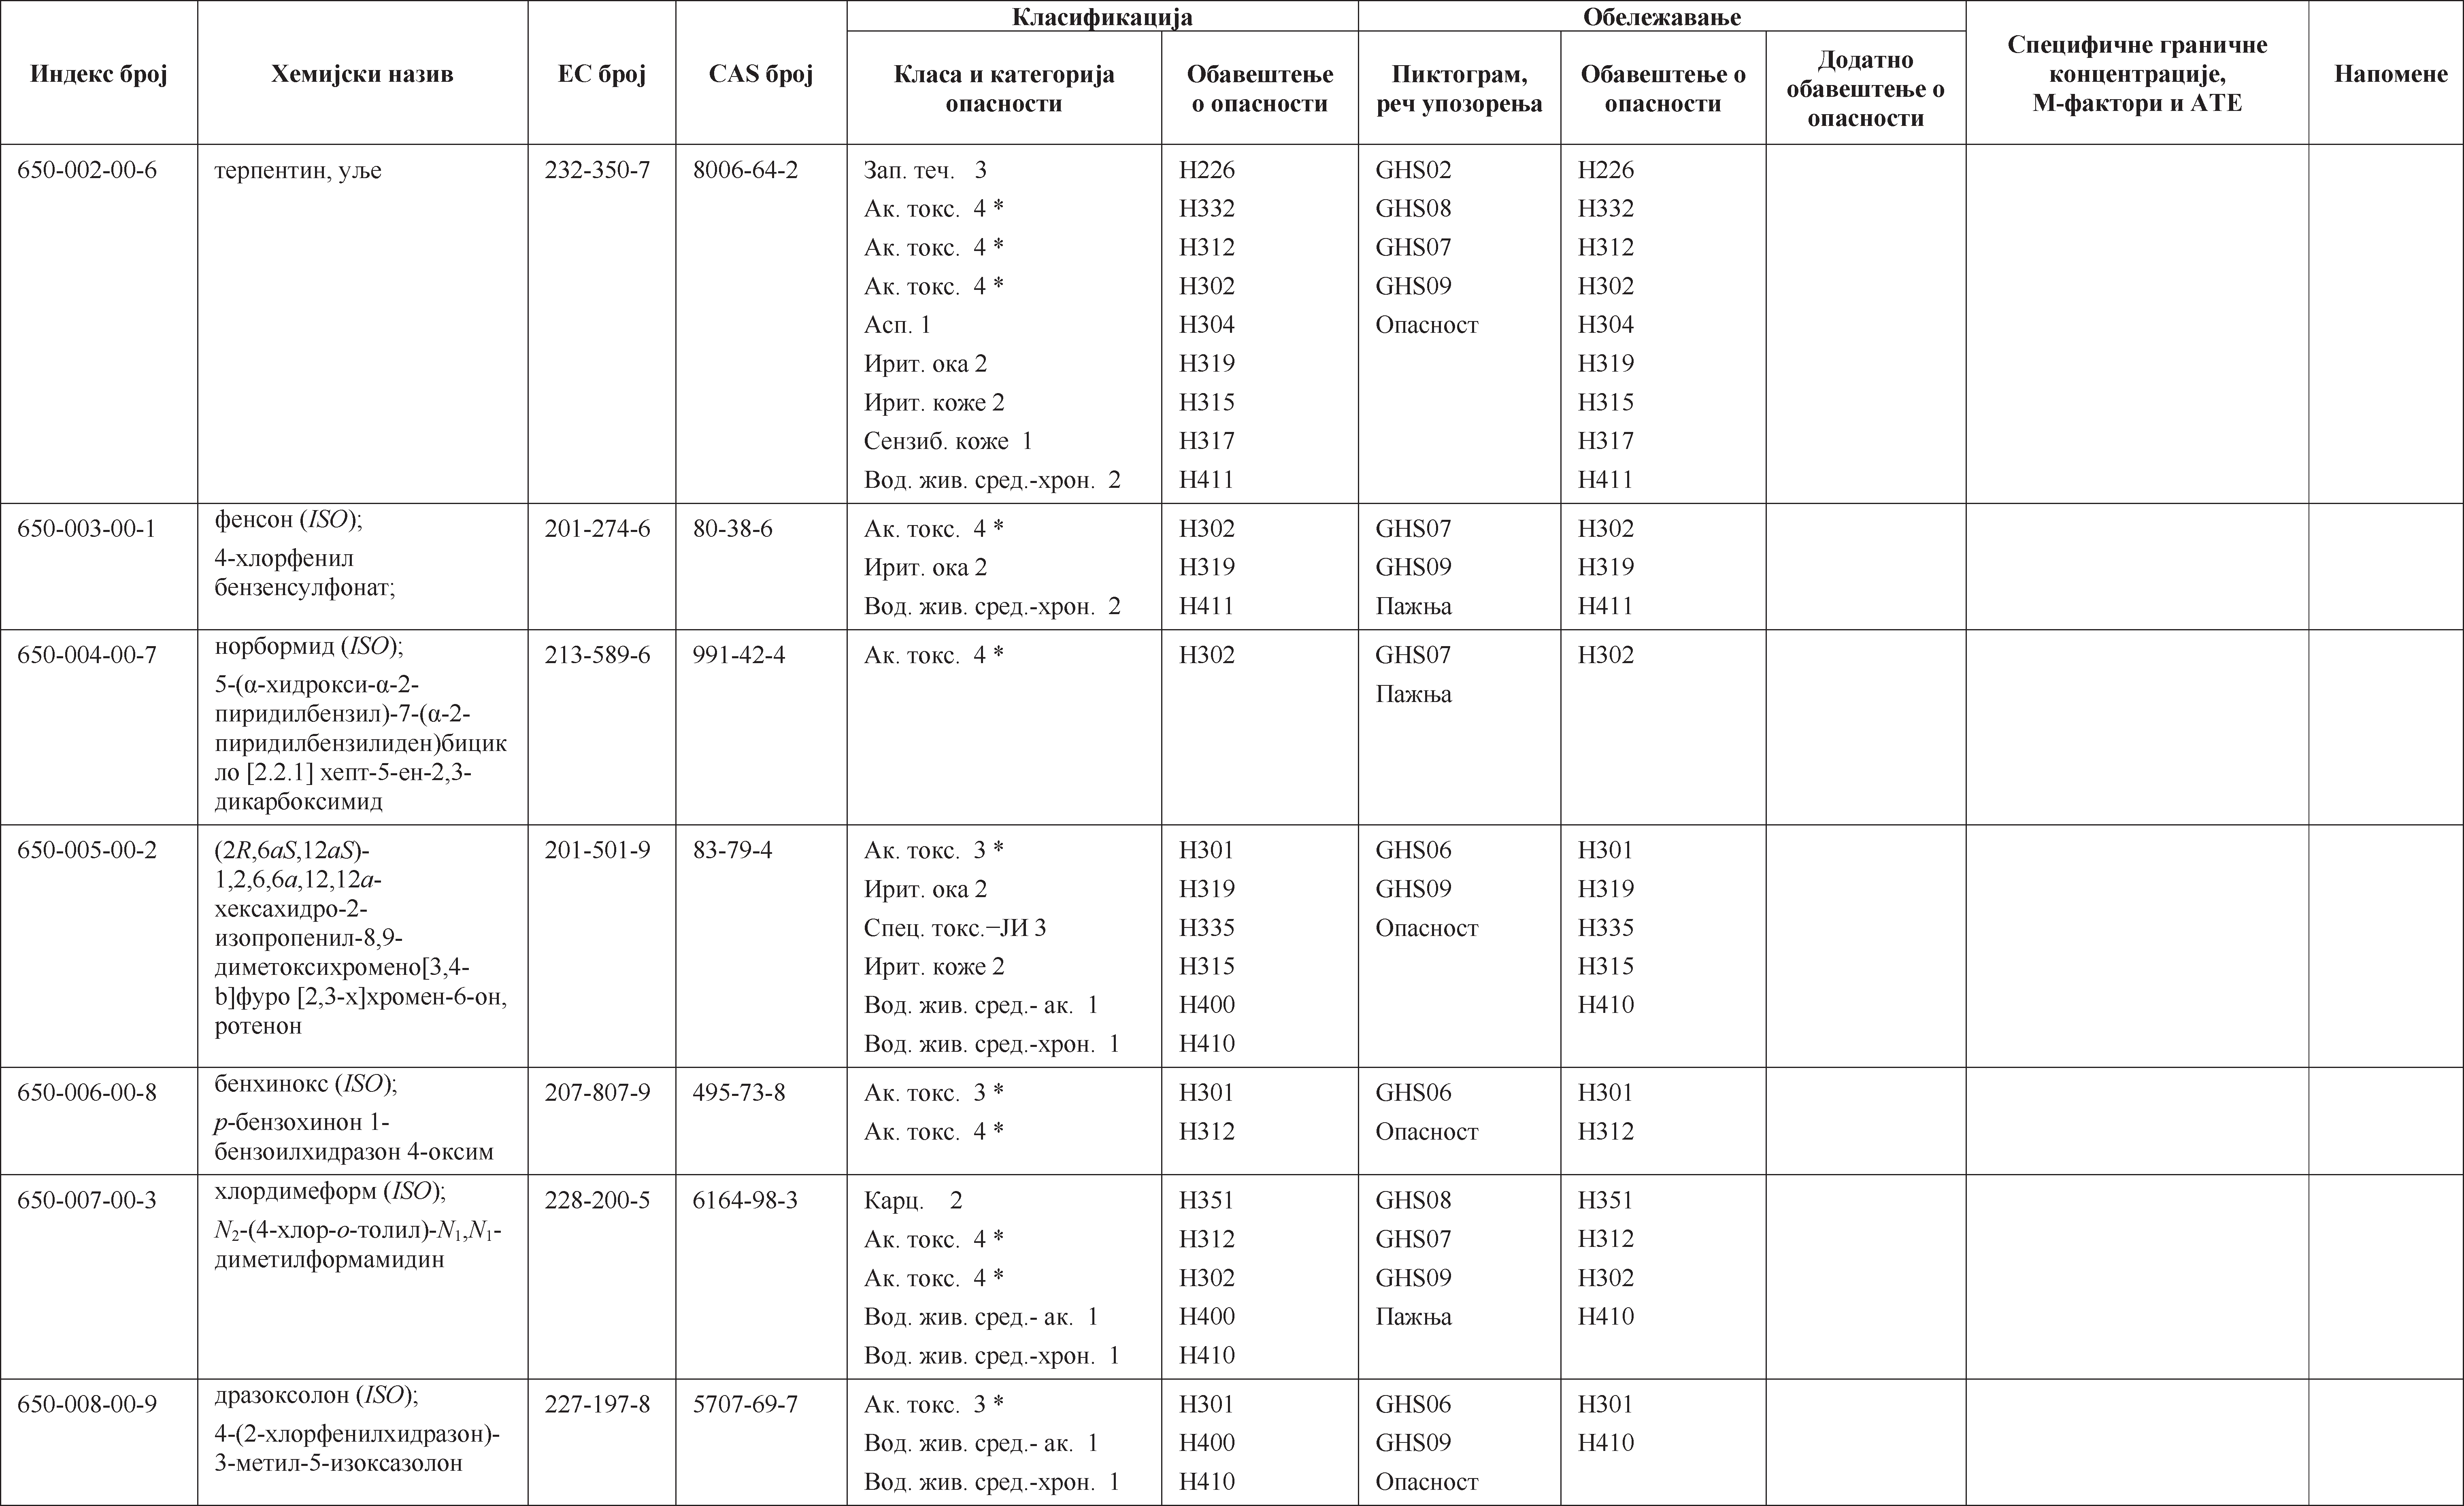 Индекс број
Хемијски назив
EC број
CAS број
Класификација
Обележавање
Класа и категорија
опасности
Обавештење
о опасности
Пиктограм,
реч упозорења
Обавештење о
опасности
Додатно
обавештење о
опасности
Специфичне граничне
концентрације,
М-фактори и АТЕ
Напомене
650-002-00-6 терпентин, уље 232-350-7 8006-64-2 Зап. теч. 3 H226 GHS02 H226
Ак. токс. 4 * H332 GHS08 H332
Ак. токс. 4 * H312 GHS07 H312
Ак. токс. 4 * H302 GHS09 H302
Асп. 1 H304 Опасност H304
Ирит. ока 2 H319 H319
Ирит. коже 2 H315 H315
Сензиб. коже 1 H317 H317
Вод. жив. сред.-хрон. 2 H411 H411
650-003-00-1
фенсон (ISO);
4-хлорфенил
бензенсулфонат;
201-274-6 80-38-6
Ак. токс. 4 * H302 GHS07 H302
Ирит. ока 2 H319 GHS09 H319
Вод. жив. сред.-хрон. 2 H411 Пажња H411
650-004-00-7
норбормид (ISO);
5-(α-хидрокси-α-2-
пиридилбензил)-7-(α-2-
пиридилбензилиден)бицик
ло [2.2.1] хепт-5-ен-2,3-
дикарбоксимид
213-589-6 991-42-4
Ак. токс. 4 * H302 GHS07 H302
Пажња
650-005-00-2
(2R,6aS,12aS)-
1,2,6,6a,12,12a-
хексахидро-2-
изопропенил-8,9-
диметоксихромено[3,4-
b]фуро [2,3-х]хромен-6-он,
ротенон
201-501-9 83-79-4
Ак. токс. 3 * H301 GHS06 H301
Ирит. ока 2 H319 GHS09 H319
Спец. токс.−ЈИ 3 H335 Опасност H335
Ирит. коже 2 H315 H315
Вод. жив. сред.- ак. 1 H400 H410
Вод. жив. сред.-хрон. 1 H410
650-006-00-8
бенхинокс (ISO);
p-бензохинон 1-
бензоилхидразон 4-оксим
207-807-9 495-73-8
Ак. токс. 3 * H301 GHS06 H301
Ак. токс. 4 * H312 Опасност H312
650-007-00-3
хлордимеформ (ISO);
N2-(4-хлор-o-толил)-N1,N1-
диметилформамидин
228-200-5 6164-98-3
Карц. 2 H351 GHS08 H351
Ак. токс. 4 * H312 GHS07 H312
Ак. токс. 4 * H302 GHS09 H302
Вод. жив. сред.- ак. 1 H400 Пажња H410
Вод. жив. сред.-хрон. 1 H410
650-008-00-9
дразоксолон (ISO);
4-(2-хлорфенилхидразон)-
3-метил-5-изоксазолон
227-197-8 5707-69-7
Ак. токс. 3 * H301 GHS06 H301
Вод. жив. сред.- ак. 1 H400 GHS09 H410
Вод. жив. сред.-хрон. 1 H410 Опасност